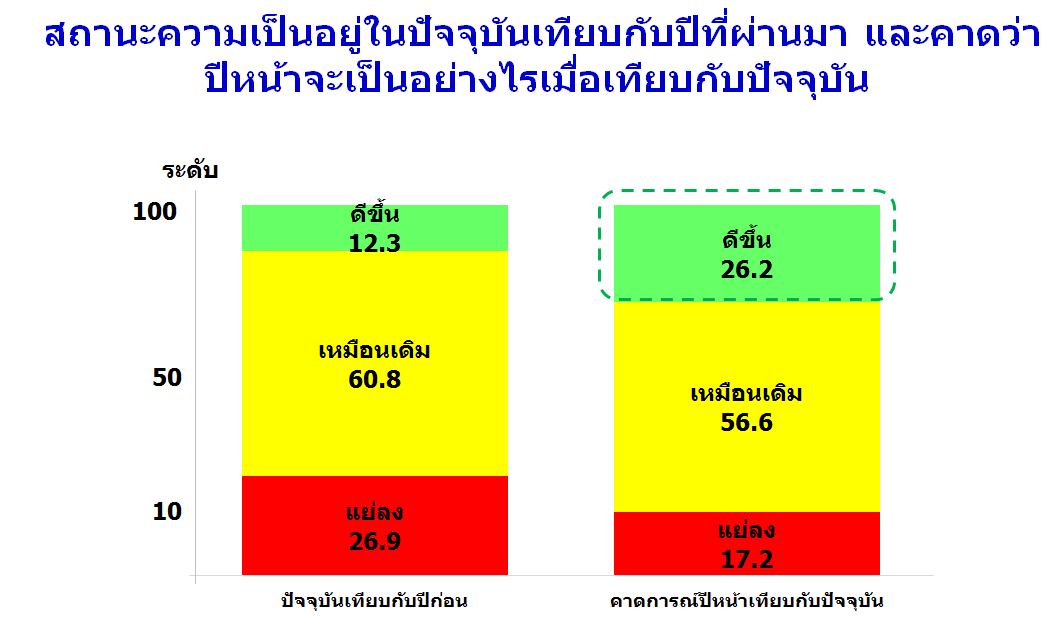 สถานะความเป็นอยู่ในปัจจุบันเทียบกับปีที่ผ่านมา และคาดว่า
ปีหน้าจะเป็นอย่างไรเมื่อเทียบกับปัจจุบัน
ระดับ
100
50
10
ดีขึ้น
12.3
เหมือนเดิม
60.8
แย่ลง
26.9
ดีขึ้น
26.2
เหมือนเดิม
56.6
แย่ลง
17.2
ปัจจุบันเทียบกับปีก่อน
คาดการณ์ปีหน้าเทียบกับปัจจุบัน